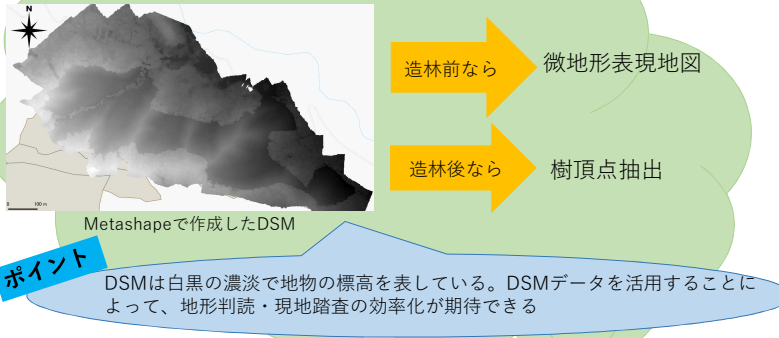 N
造林前なら
微地形表現地図
造林後なら
樹頂点抽出
0 100 m
Metashapeで作成したDSM
ポイント
DSMは白黒の濃淡で地物の標高を表している。DSMデータを活用することに
よって、地形判読・現地踏査の効率化が期待できる